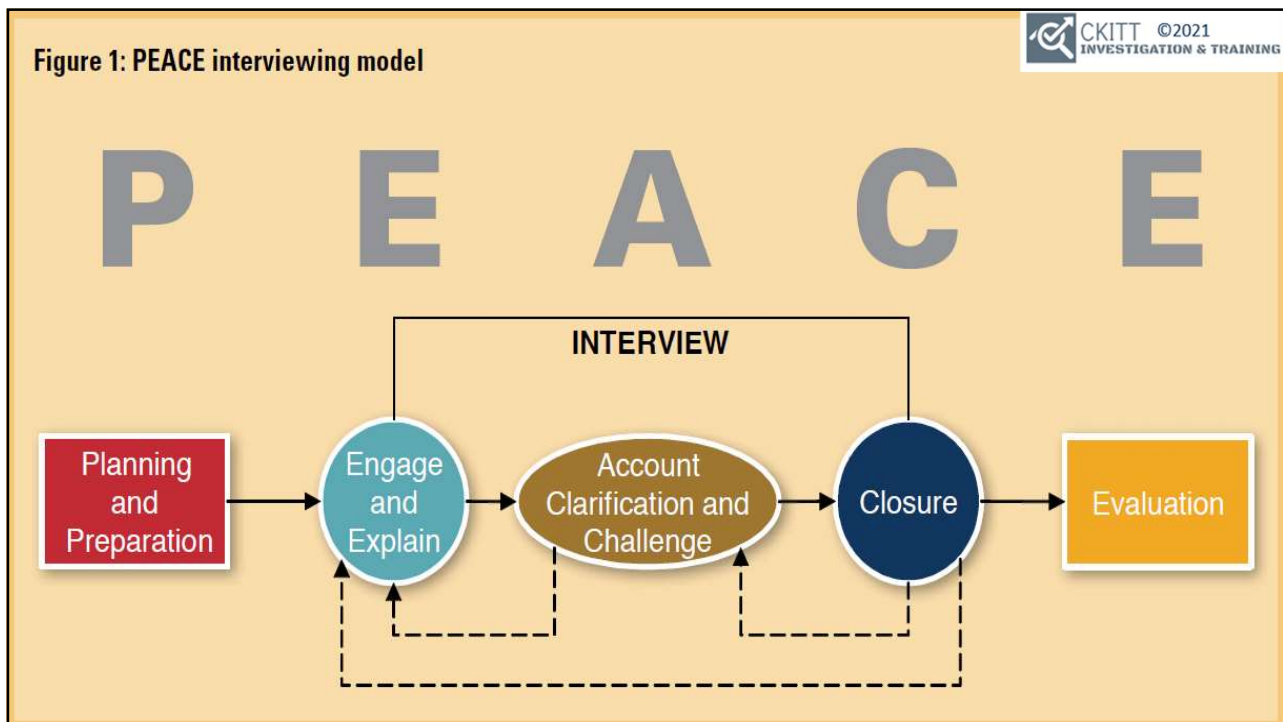 CKITT ©2021
INVESTIGATION & TRAINING
Figure 1: PEACE interviewing model
P E A C E
INTERVIEW
Planning
and
Preparation
Engage
and
Explain
Account
Clarification and
Challenge
Closure
Evaluation